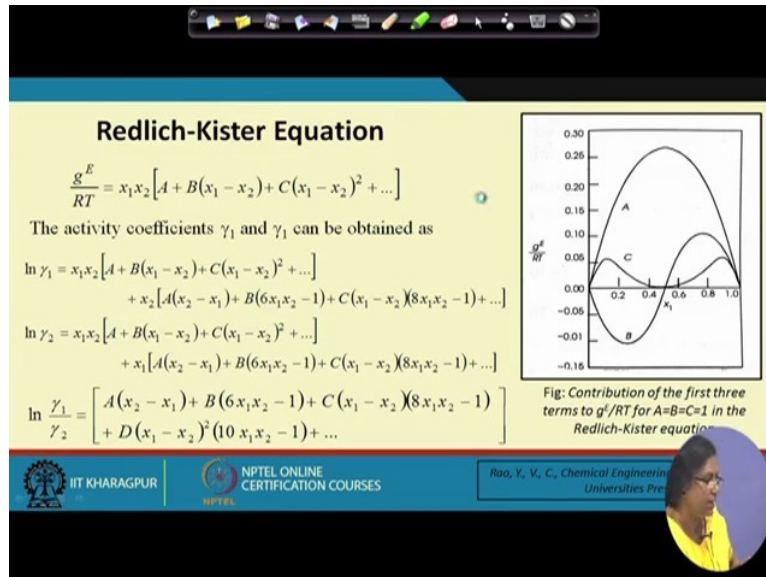 Redlich-Kister Equation
g^E/RT = x₁x₂[A + B(x₁ − x₂) + C(x₁ − x₂)² + ...]
The activity coefficients γ₁ and γ₁ can be obtained as
ln γ₁ = x₁x₂[A + B(x₁ − x₂) + C(x₁ − x₂)² + ...]
+ x₂[A(x₂ − x₁) + B(6x₁x₂ − 1) + C(x₁ − x₂)(8x₁x₂ − 1) + ...]
ln γ₂ = x₁x₂[A + B(x₁ − x₂) + C(x₁ − x₂)² + ...]
+ x₁[A(x₂ − x₁) + B(6x₁x₂ − 1) + C(x₁ − x₂)(8x₁x₂ − 1) + ...]
ln γ₁/γ₂ = [A(x₂ − x₁) + B(6x₁x₂ − 1) + C(x₁ − x₂)(8x₁x₂ − 1)
+ D(x₁ − x₂)²(10 x₁x₂ − 1) + ...]
0.30
0.25
0.20
0.15
0.10
0.05
0.00
−0.05
−0.01
−0.15
g^E/RT
A
C
B
0.2 0.4 0.6 0.8 1.0
x₁
Fig: Contribution of the first three
terms to g^E/RT for A=B=C=1 in the
Redlich-Kister
IIT KHARAGPUR
NPTEL
NPTEL ONLINE
CERTIFICATION COURSES
Rao, Y., V., C., Chemical
Universities